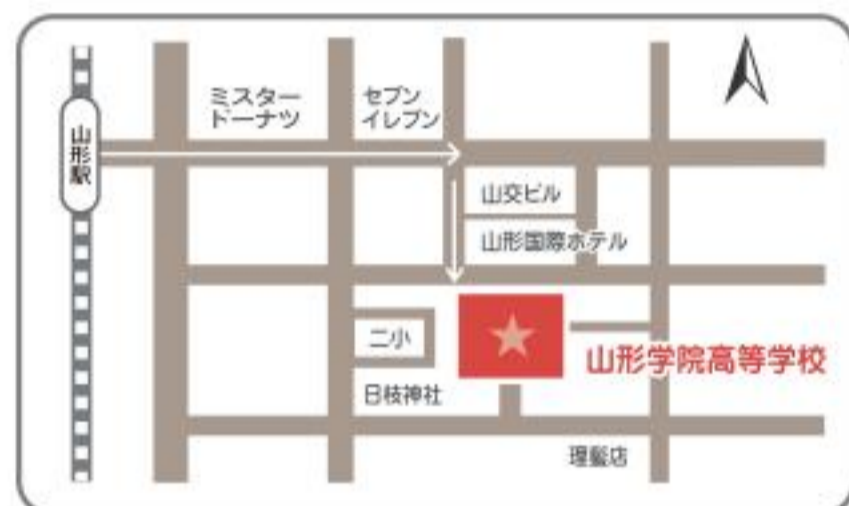 ミスター
ドーナツ
セブン
イレブン
山形駅
山交ビル
山形国際ホテル
二小
山形学院高等学校
日枝神社
理髪店